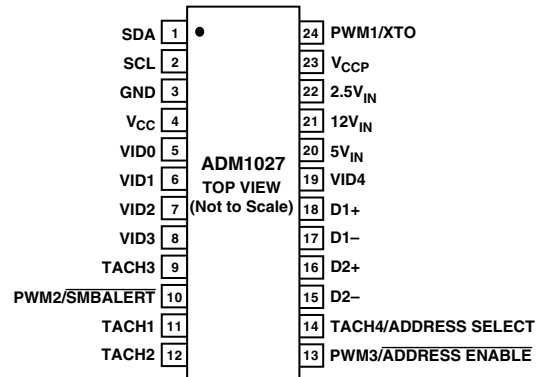 SDA 1
SCL 2
GND 3
VCC 4
VID0 5
VID1 6
VID2 7
VID3 8
TACH3 9
PWM2/SMBALERT 10
TACH1 11
TACH2 12
ADM1027
TOP VIEW
(Not to Scale)
24 PWM1/XTO
23 VCCP
22 2.5VIN
21 12VIN
20 5VIN
19 VID4
18 D1+
17 D1–
16 D2+
15 D2–
14 TACH4/ADDRESS SELECT
13 PWM3/ADDRESS ENABLE